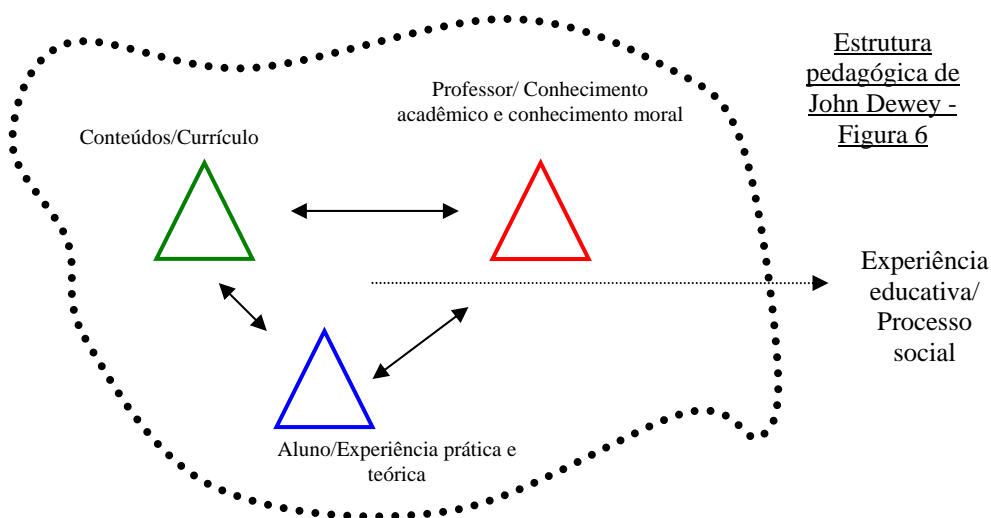 Estrutura
pedagógica de
John Dewey -
Figura 6
Professor/ Conhecimento
acadêmico e conhecimento moral
Conteúdos/Currículo
Experiência
educativa/
Processo
social
Aluno/Experiência prática e
teórica